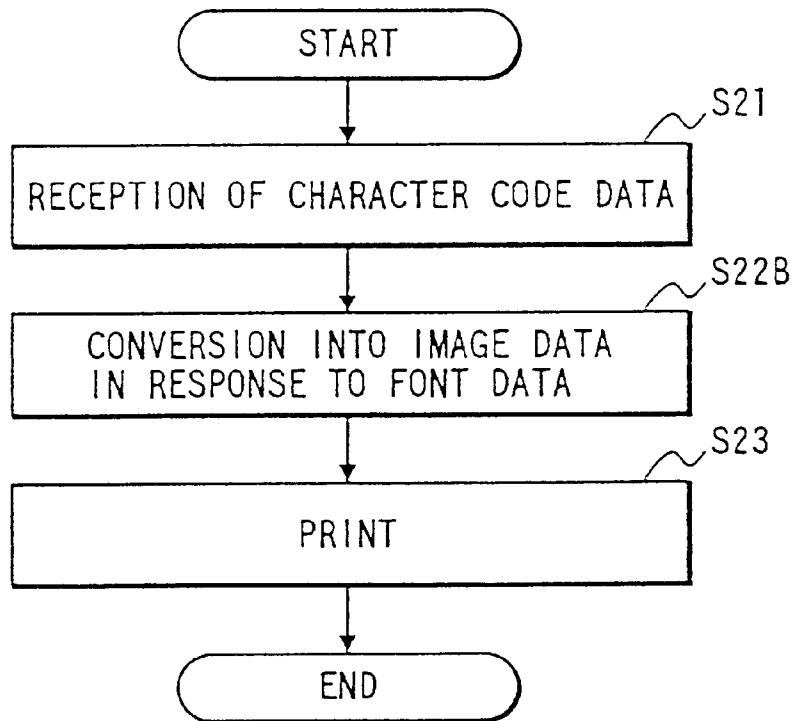 START
S21
RECEPTION OF CHARACTER CODE DATA
S22B
CONVERSION INTO IMAGE DATA
IN RESPONSE TO FONT DATA
S23
PRINT
END